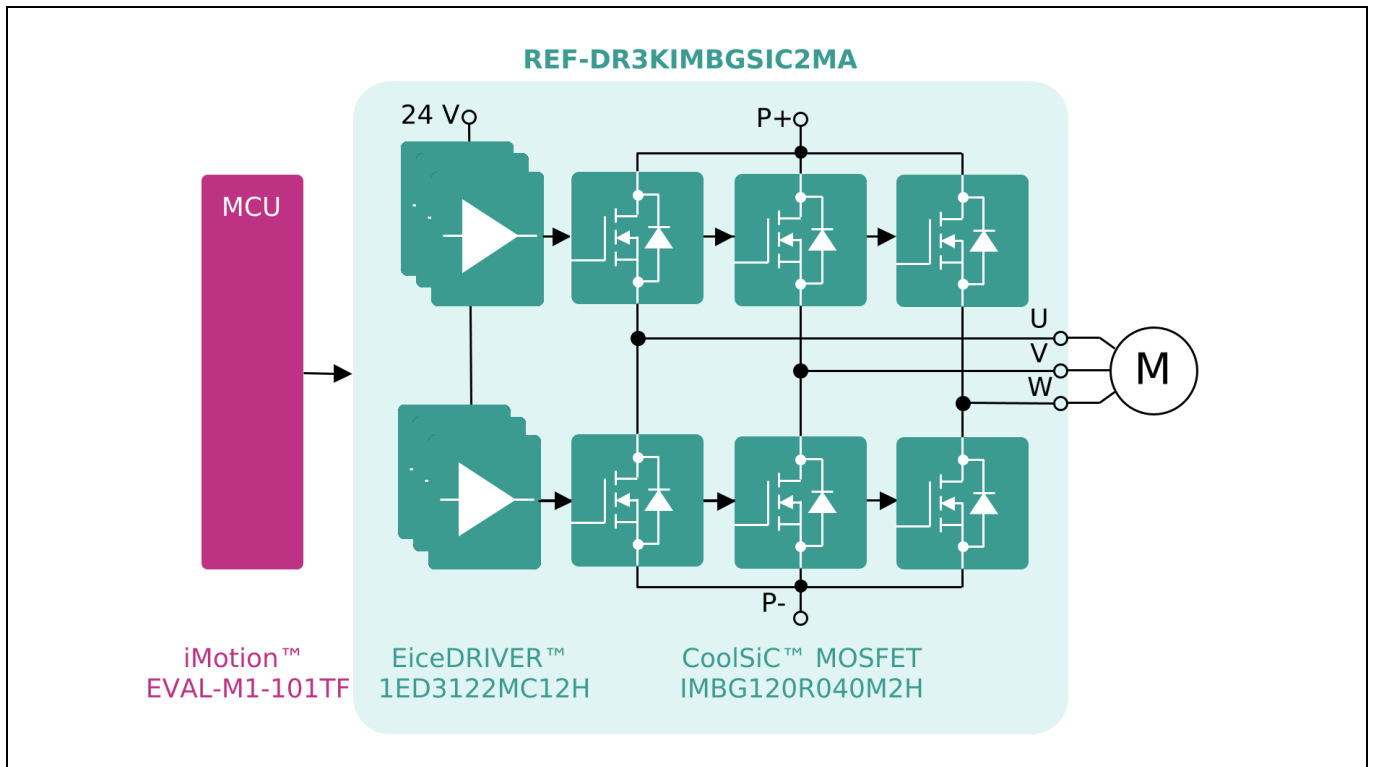 REF-DR3KIMBGSIC2MA
24 V
P+
MCU
U
V
W
M
P-
iMotion™
EVAL-M1-101TF
EiceDRIVER™
1ED3122MC12H
CoolSiC™ MOSFET
IMBG120R040M2H